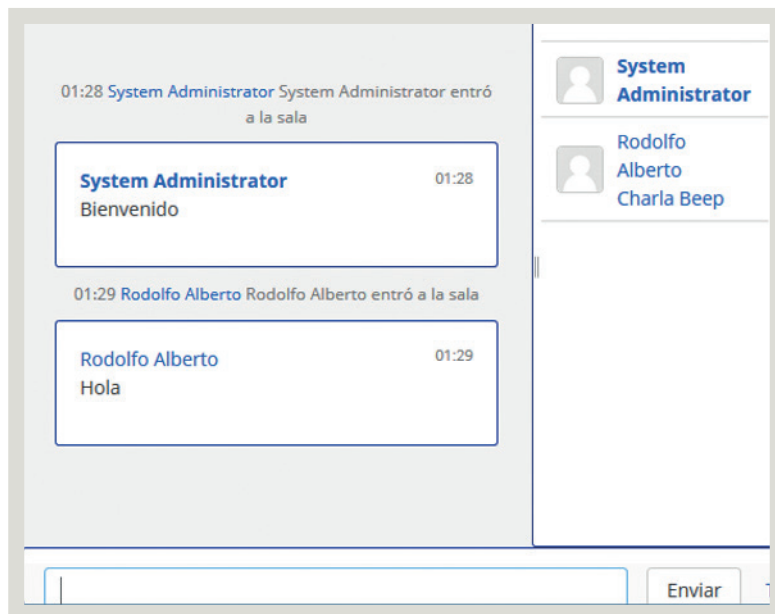 01:28 System Administrator System Administrator entró
a la sala
System Administrator 01:28
Bienvenido
01:29 Rodolfo Alberto Rodolfo Alberto entró a la sala
Rodolfo Alberto 01:29
Hola
System
Administrator
Rodolfo
Alberto
Charla Beep
Enviar